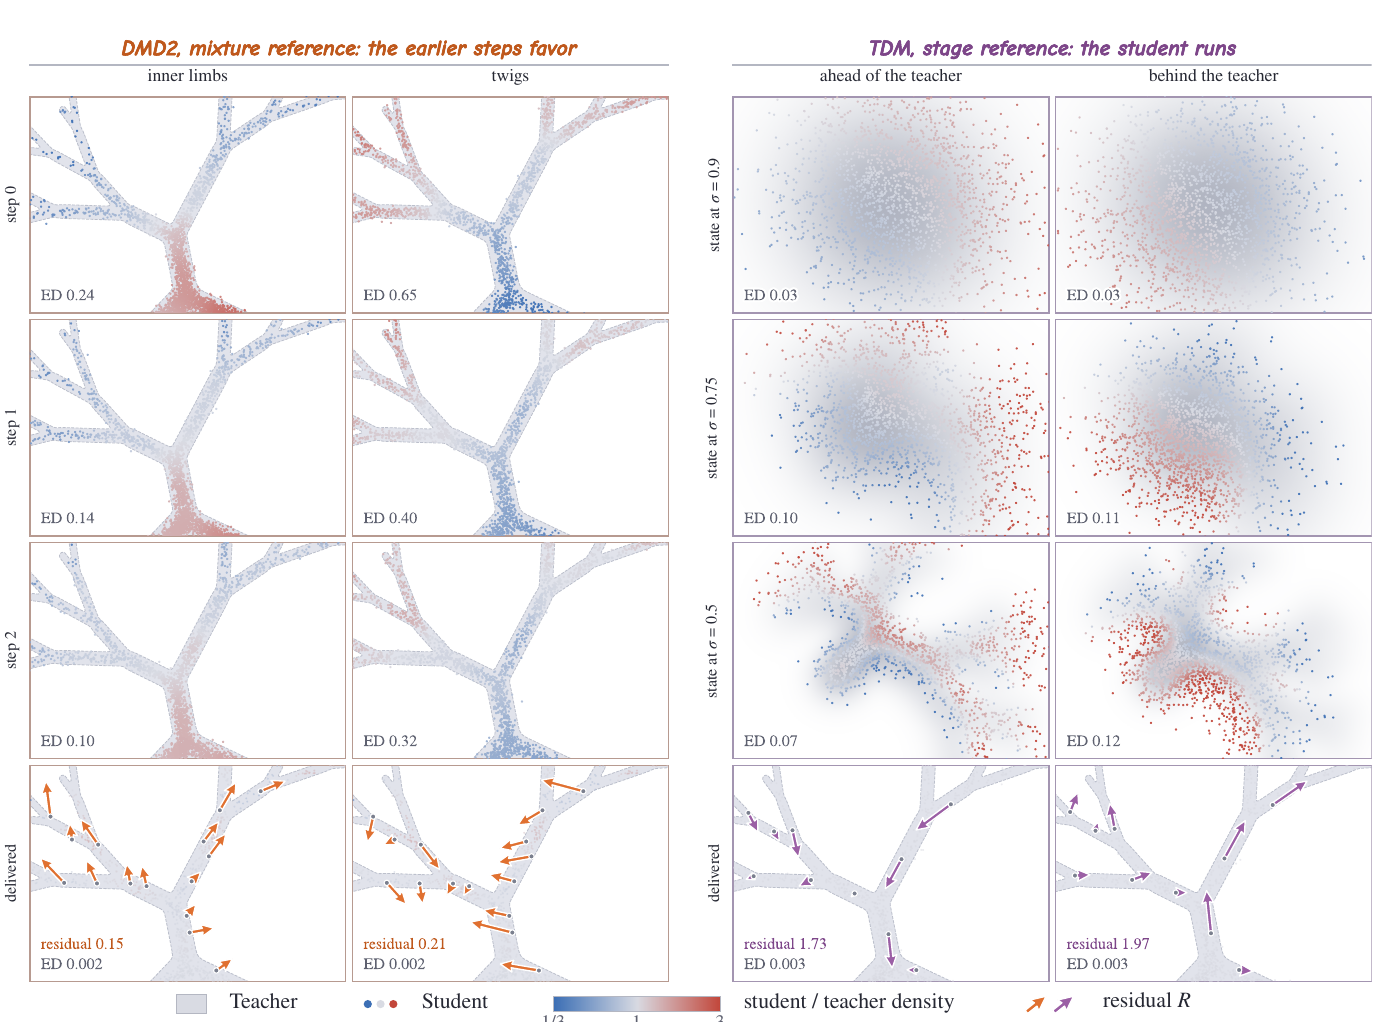 DMD2, mixture reference: the earlier steps favor
TDM, stage reference: the student runs
inner limbs
twigs
ahead of the teacher
behind the teacher
step 0
ED 0.24
ED 0.65
state at σ = 0.9
ED 0.03
ED 0.03
step 1
ED 0.14
ED 0.40
state at σ = 0.75
ED 0.10
ED 0.11
step 2
ED 0.10
ED 0.32
state at σ = 0.5
ED 0.07
ED 0.12
delivered
residual 0.15
ED 0.002
residual 0.21
ED 0.002
delivered
residual 1.73
ED 0.003
residual 1.97
ED 0.003
Teacher
Student
1/3
1
3
student / teacher density
residual R